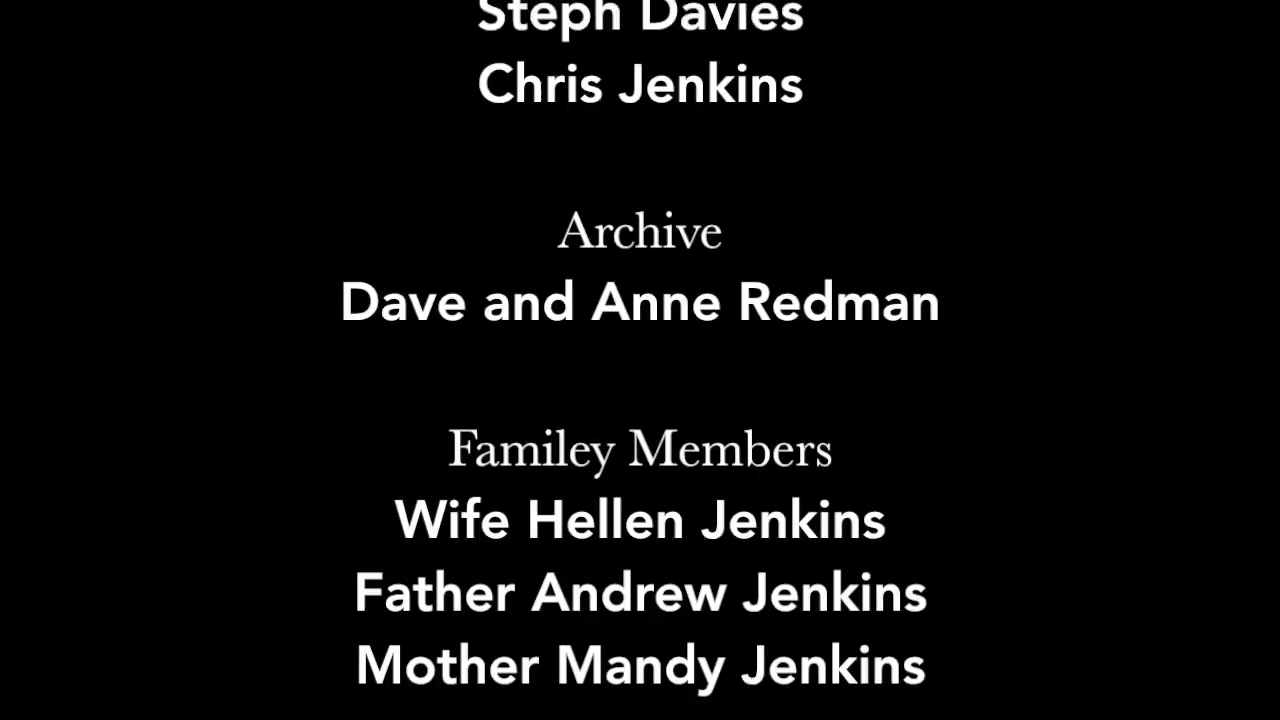 Steph Davies
Chris Jenkins
Archive
Dave and Anne Redman
Familey Members
Wife Hellen Jenkins
Father Andrew Jenkins
Mother Mandy Jenkins